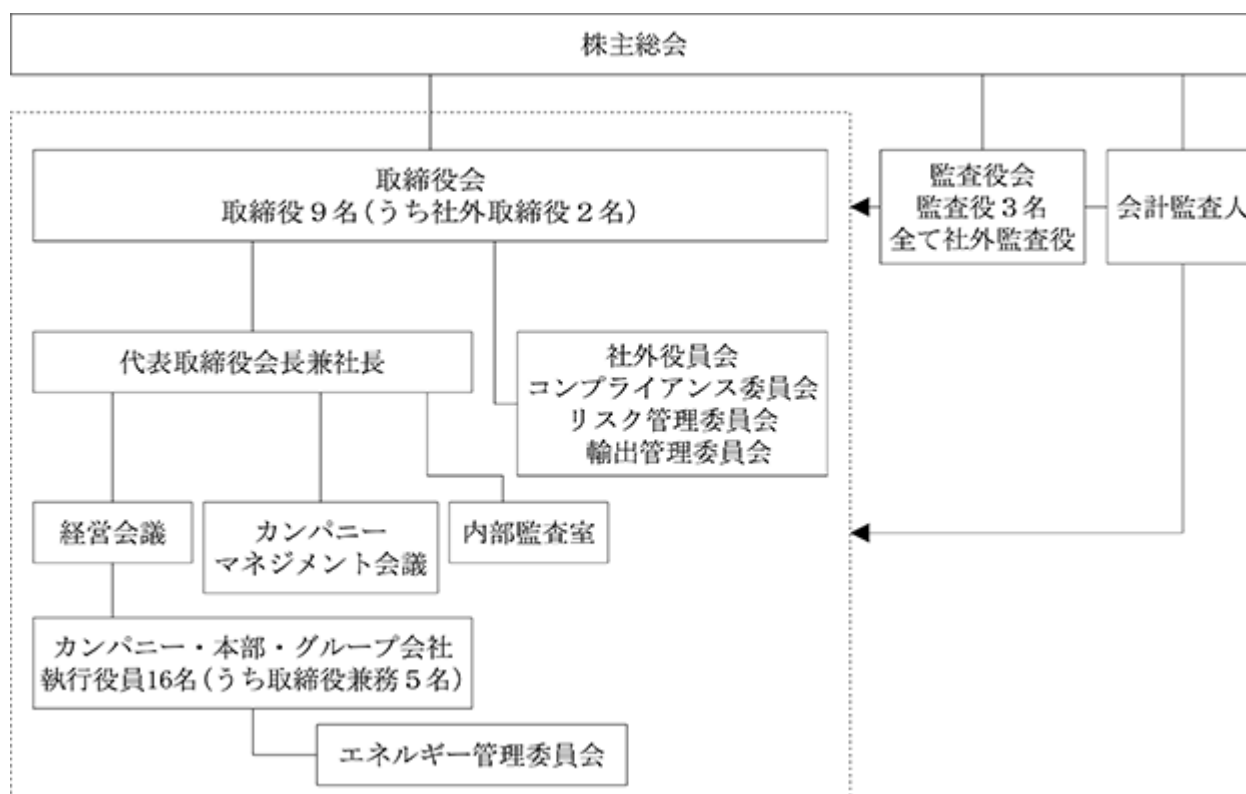 株主総会
取締役会
取締役9名(うち社外取締役2名)
監査役会
監査役3名
全て社外監査役
会計監査人
代表取締役会長兼社長
社外役員会
コンプライアンス委員会
リスク管理委員会
輸出管理委員会
経営会議
カンパニー
マネジメント会議
内部監査室
カンパニー・本部・グループ会社
執行役員16名(うち取締役兼務5名)
エネルギー管理委員会